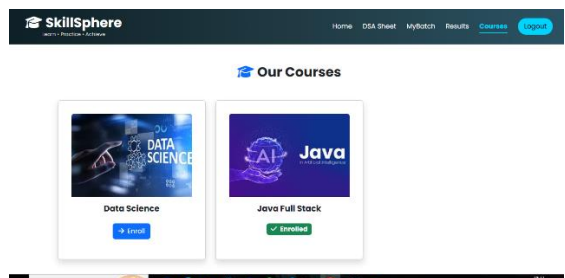 SkillSphere
Learn • Practice • Achieve
Home DSA Sheet MyBatch Results Courses Logout
Our Courses
DATA
SCIENCE
AI
Java
Data Science
Java Full Stack
→ Enroll
✓ Enrolled